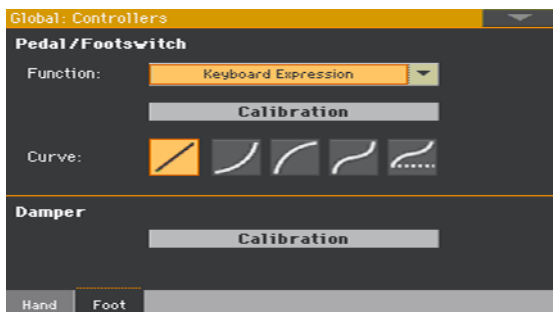 Global: Controllers
Pedal/Footswitch
Function: Keyboard Expression
Calibration
Curve:
Damper
Calibration
Hand Foot